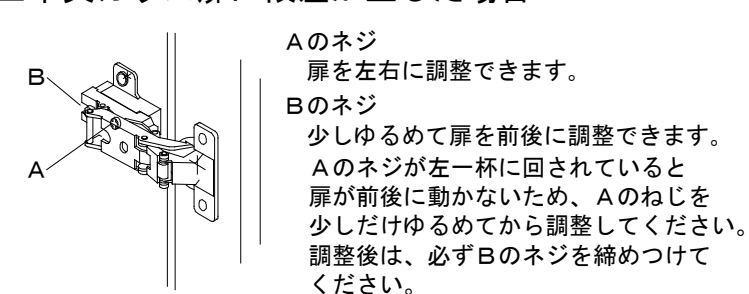 Aのネジ
扉を左右に調整できます。
B
Bのネジ
少しゆるめて扉を前後に調整できます。
A
Aのネジが左一杯に回されていると
扉が前後に動かないため、Aのねじを
少しだけゆるめてから調整してください。
調整後は、必ずBのネジを締めつけて
ください。